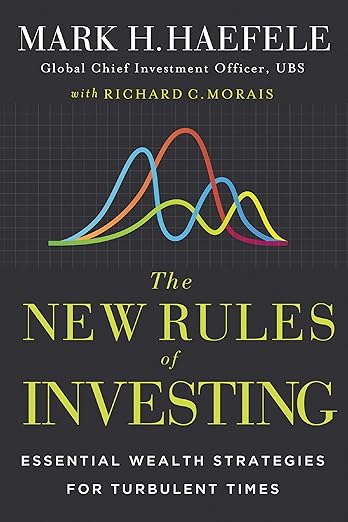 MARK H. HAEFELE
Global Chief Investment Officer, UBS
with RICHARD C. MORAIS
The
NEW RULES
of
INVESTING
ESSENTIAL WEALTH STRATEGIES
FOR TURBULENT TIMES